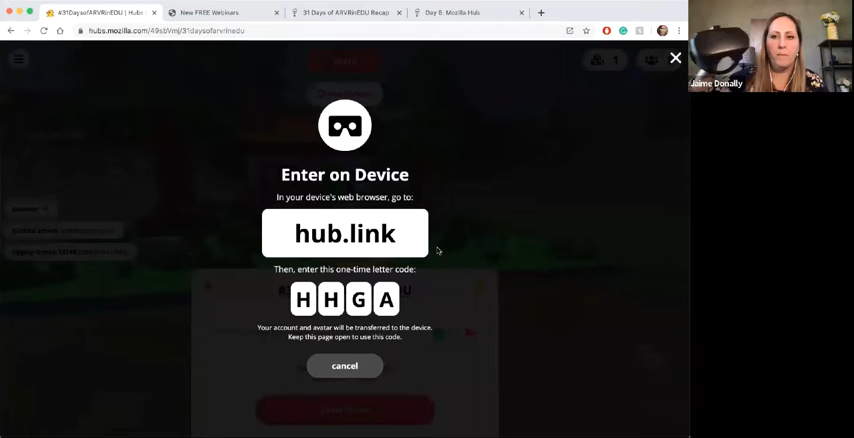 #31DaysofARVRinEDU | Hubs
New FREE Webinars
31 Days of ARVRinEDU Recap
Day 8: Mozilla Hub
hubs.mozilla.com/49sbVmj/31daysofarvrinedu
Share
1
Jaime Donally
Enter on Device
In your device's web browser, go to:
hub.link
Then, enter this one-time letter code:
H H G A
Your account and avatar will be transferred to the device.
Keep this page open to use this code.
cancel